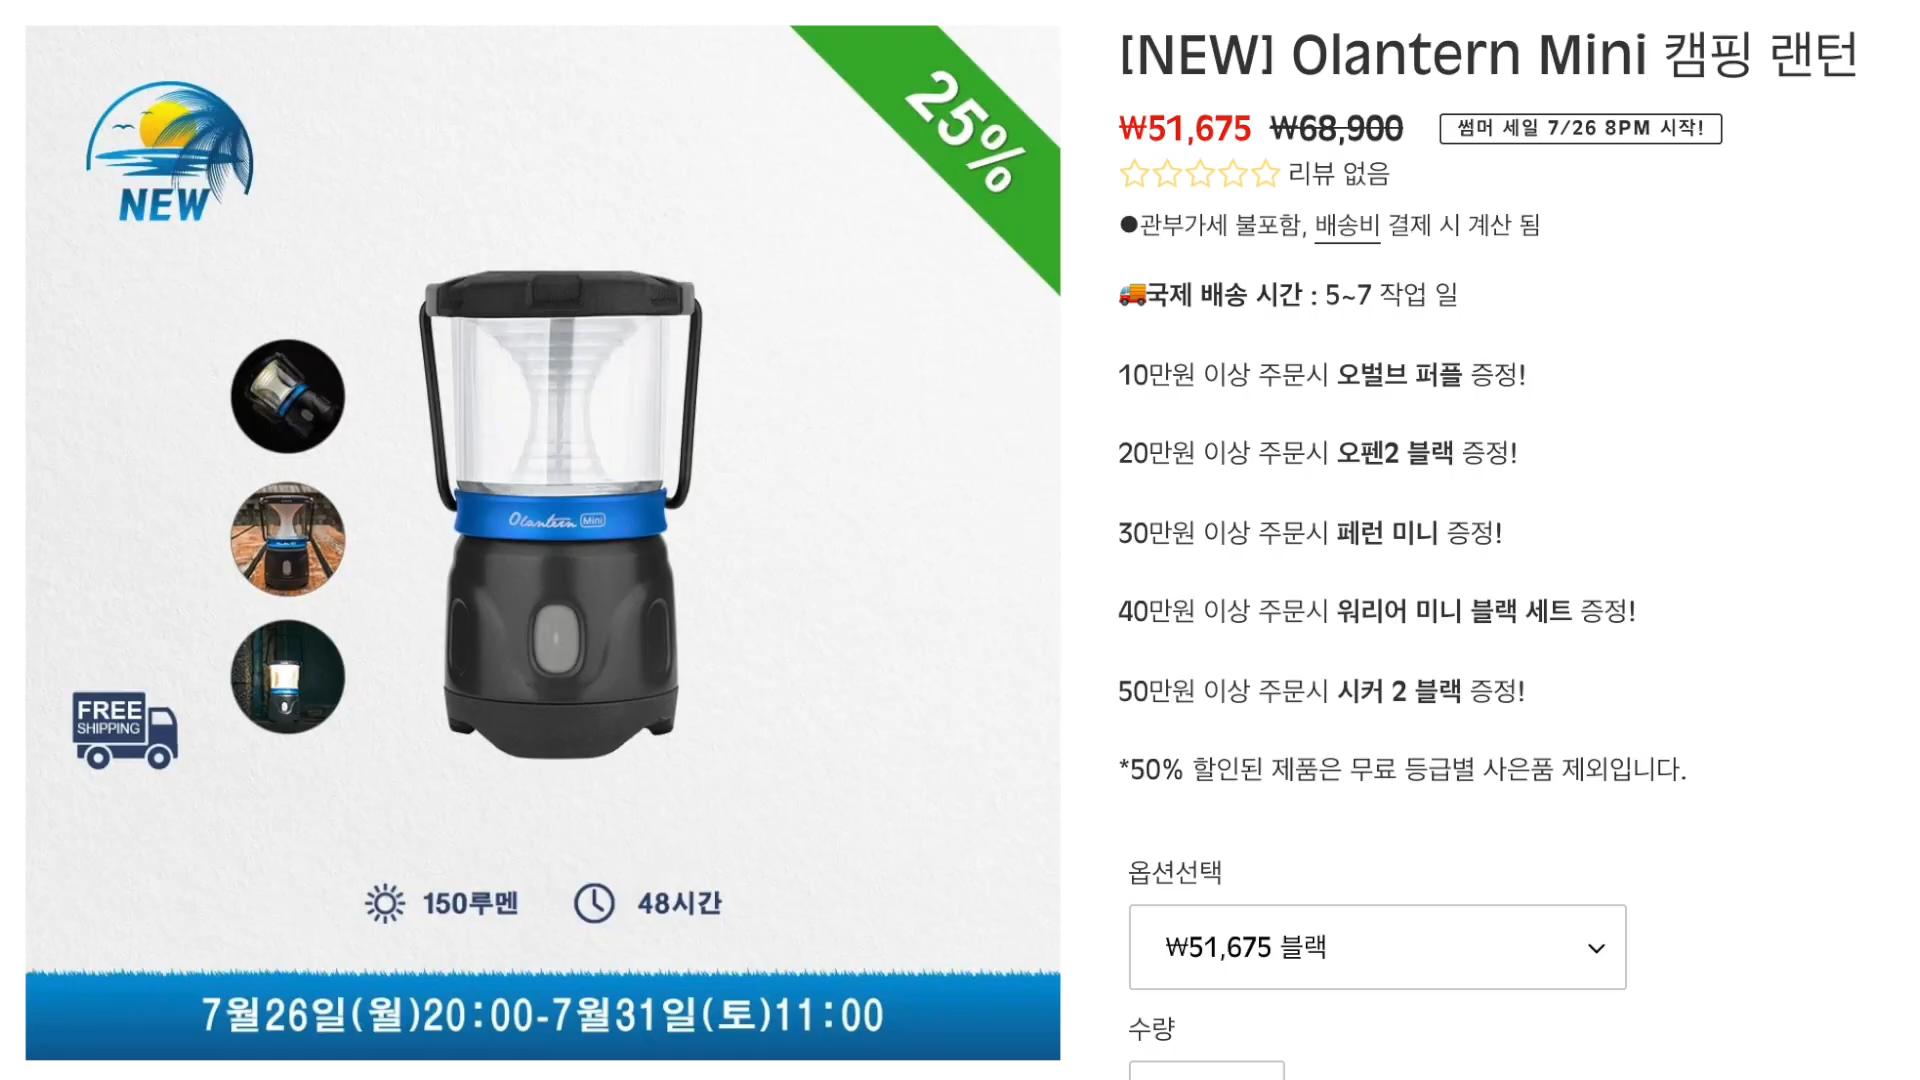 NEW
25%
Olantern Mini
FREE
SHIPPING
150루멘 48시간
7월26일(월)20:00-7월31일(토)11:00
[NEW] Olantern Mini 캠핑 랜턴
₩51,675 ₩68,900 썸머 세일 7/26 8PM 시작!
리뷰 없음
●관부가세 불포함, 배송비 결제 시 계산 됨
🚚국제 배송 시간 : 5~7 작업 일
10만원 이상 주문시 오벌브 퍼플 증정!
20만원 이상 주문시 오펜2 블랙 증정!
30만원 이상 주문시 페런 미니 증정!
40만원 이상 주문시 워리어 미니 블랙 세트 증정!
50만원 이상 주문시 시커 2 블랙 증정!
*50% 할인된 제품은 무료 등급별 사은품 제외입니다.
옵션선택
₩51,675 블랙
수량